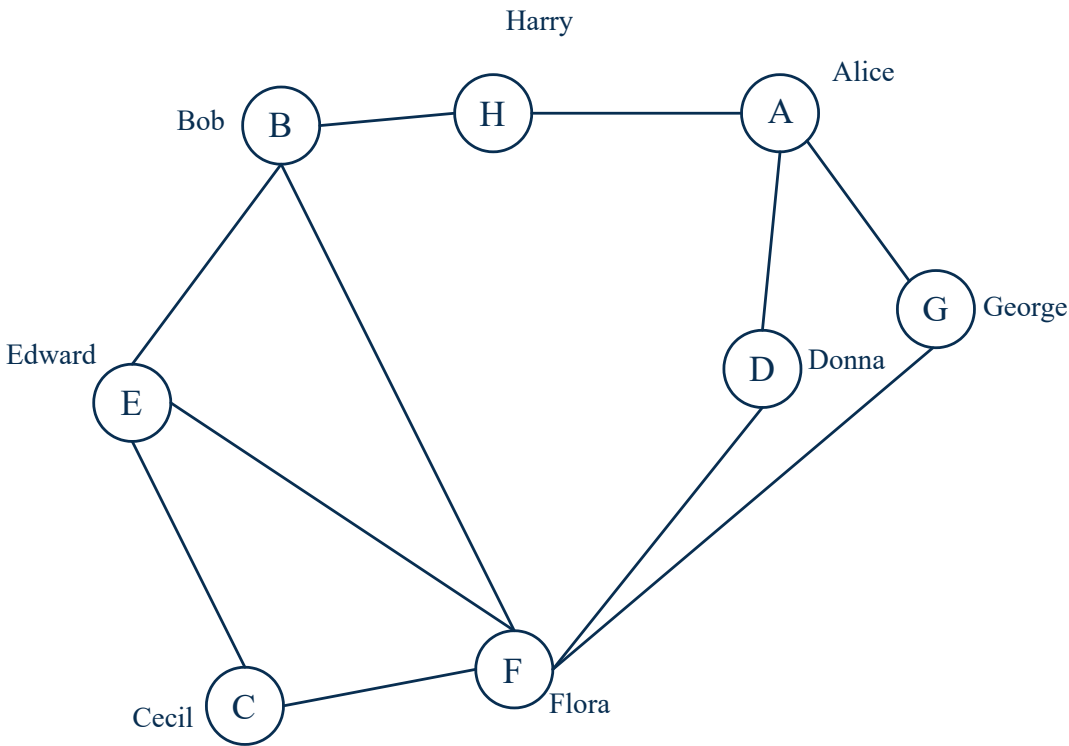 Harry
Alice
Bob
B
H
A
G
George
Edward
D
Donna
E
F
Flora
C
Cecil